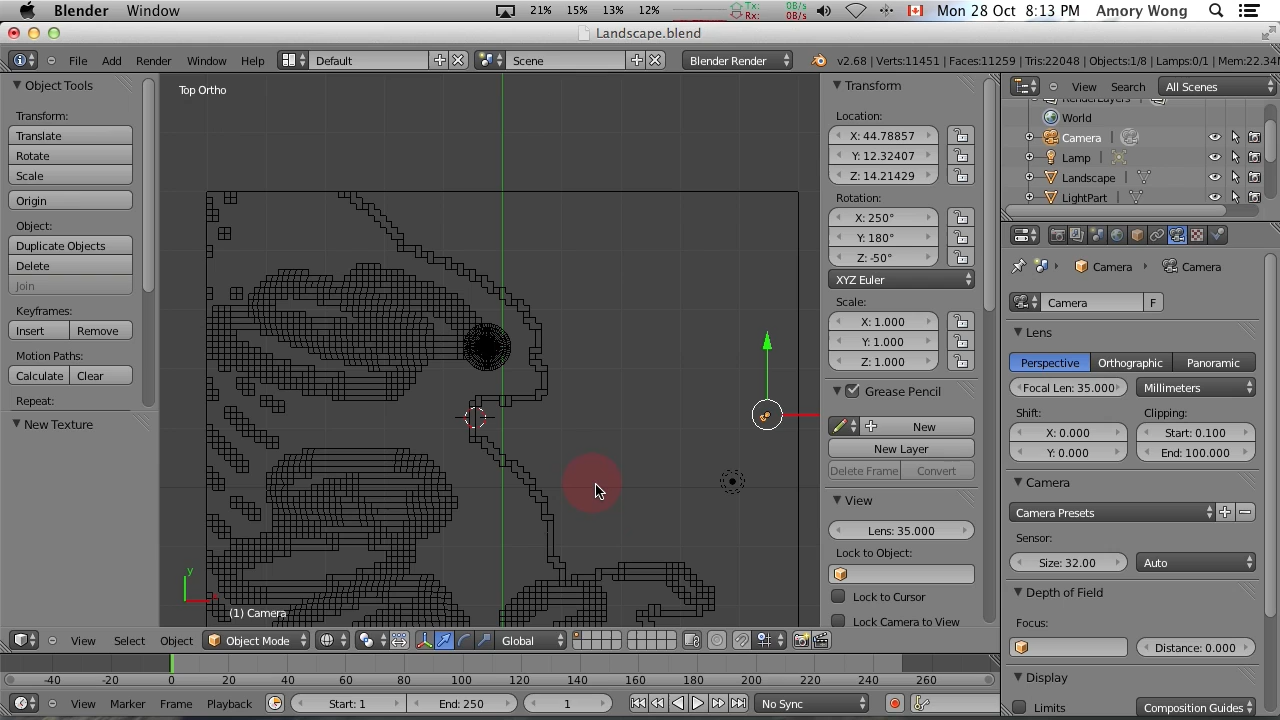 Blender Window 21% 15% 13% 12% Tx: 0B/s Rx: 0B/s Mon 28 Oct 8:13 PM Amory Wong
Landscape.blend
File Add Render Window Help Default Scene Blender Render v2.68 | Verts:11451 | Faces:11259 | Tris:22048 | Objects:1/8 | Lamps:0/1 | Mem:22.34
Object Tools
Transform:
Translate
Rotate
Scale
Origin
Object:
Duplicate Objects
Delete
Join
Keyframes:
Insert Remove
Motion Paths:
Calculate Clear
Repeat:
New Texture
Top Ortho
y
(1) Camera
Transform
Location:
X: 44.78857
Y: 12.32407
Z: 14.21429
Rotation:
X: 250°
Y: 180°
Z: -50°
XYZ Euler
Scale:
X: 1.000
Y: 1.000
Z: 1.000
Grease Pencil
New
New Layer
Delete Frame Convert
View
Lens: 35.000
Lock to Object:
Lock to Cursor
Lock Camera to View
View Search All Scenes
RenderLayers
World
Camera
Lamp
Landscape
LightPart
Camera Camera
Camera F
Lens
Perspective Orthographic Panoramic
Focal Len: 35.000 Millimeters
Shift: Clipping:
X: 0.000 Start: 0.100
Y: 0.000 End: 100.000
Camera
Camera Presets
Sensor:
Size: 32.00 Auto
Depth of Field
Focus:
Distance: 0.000
Display
Limits Composition Guides
View Select Object Object Mode Global
-40 -20 0 20 40 60 80 100 120 140 160 180 200 220 240 260
View Marker Frame Playback Start: 1 End: 250 1 No Sync